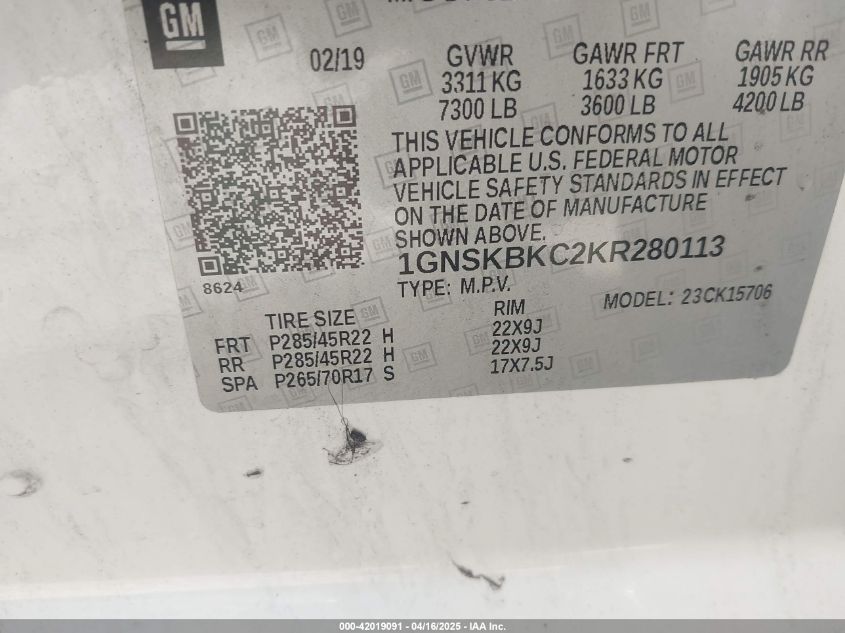 GM
02/19 GVWR GAWR FRT GAWR RR
3311 KG 1633 KG 1905 KG
7300 LB 3600 LB 4200 LB
THIS VEHICLE CONFORMS TO ALL
APPLICABLE U.S. FEDERAL MOTOR
VEHICLE SAFETY STANDARDS IN EFFECT
ON THE DATE OF MANUFACTURE
SHOWN ABOVE.
1GNSKBKC2KR280113
8624
TYPE: M.P.V. MODEL: 23CK15706
TIRE SIZE RIM
FRT P285/45R22 H 22X9J
RR P285/45R22 H 22X9J
SPA P265/70R17 S 17X7.5J
000-42019091 - 04/16/2025 - IAA Inc.